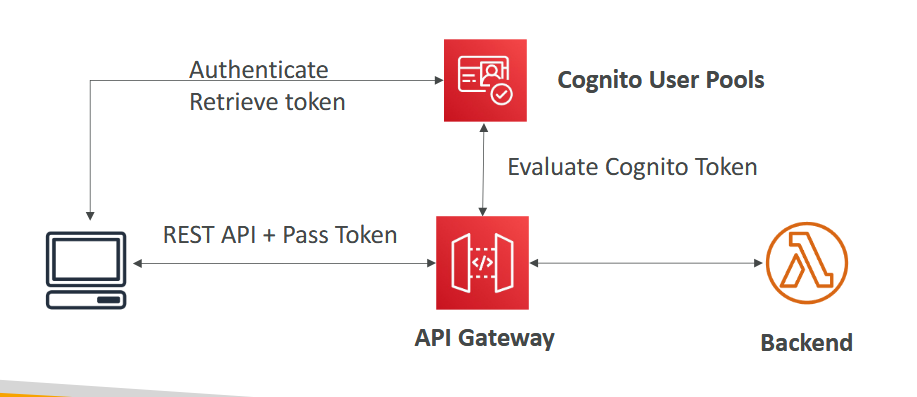 Authenticate
Retrieve token
Cognito User Pools
Evaluate Cognito Token
REST API + Pass Token
</>
API Gateway
Backend